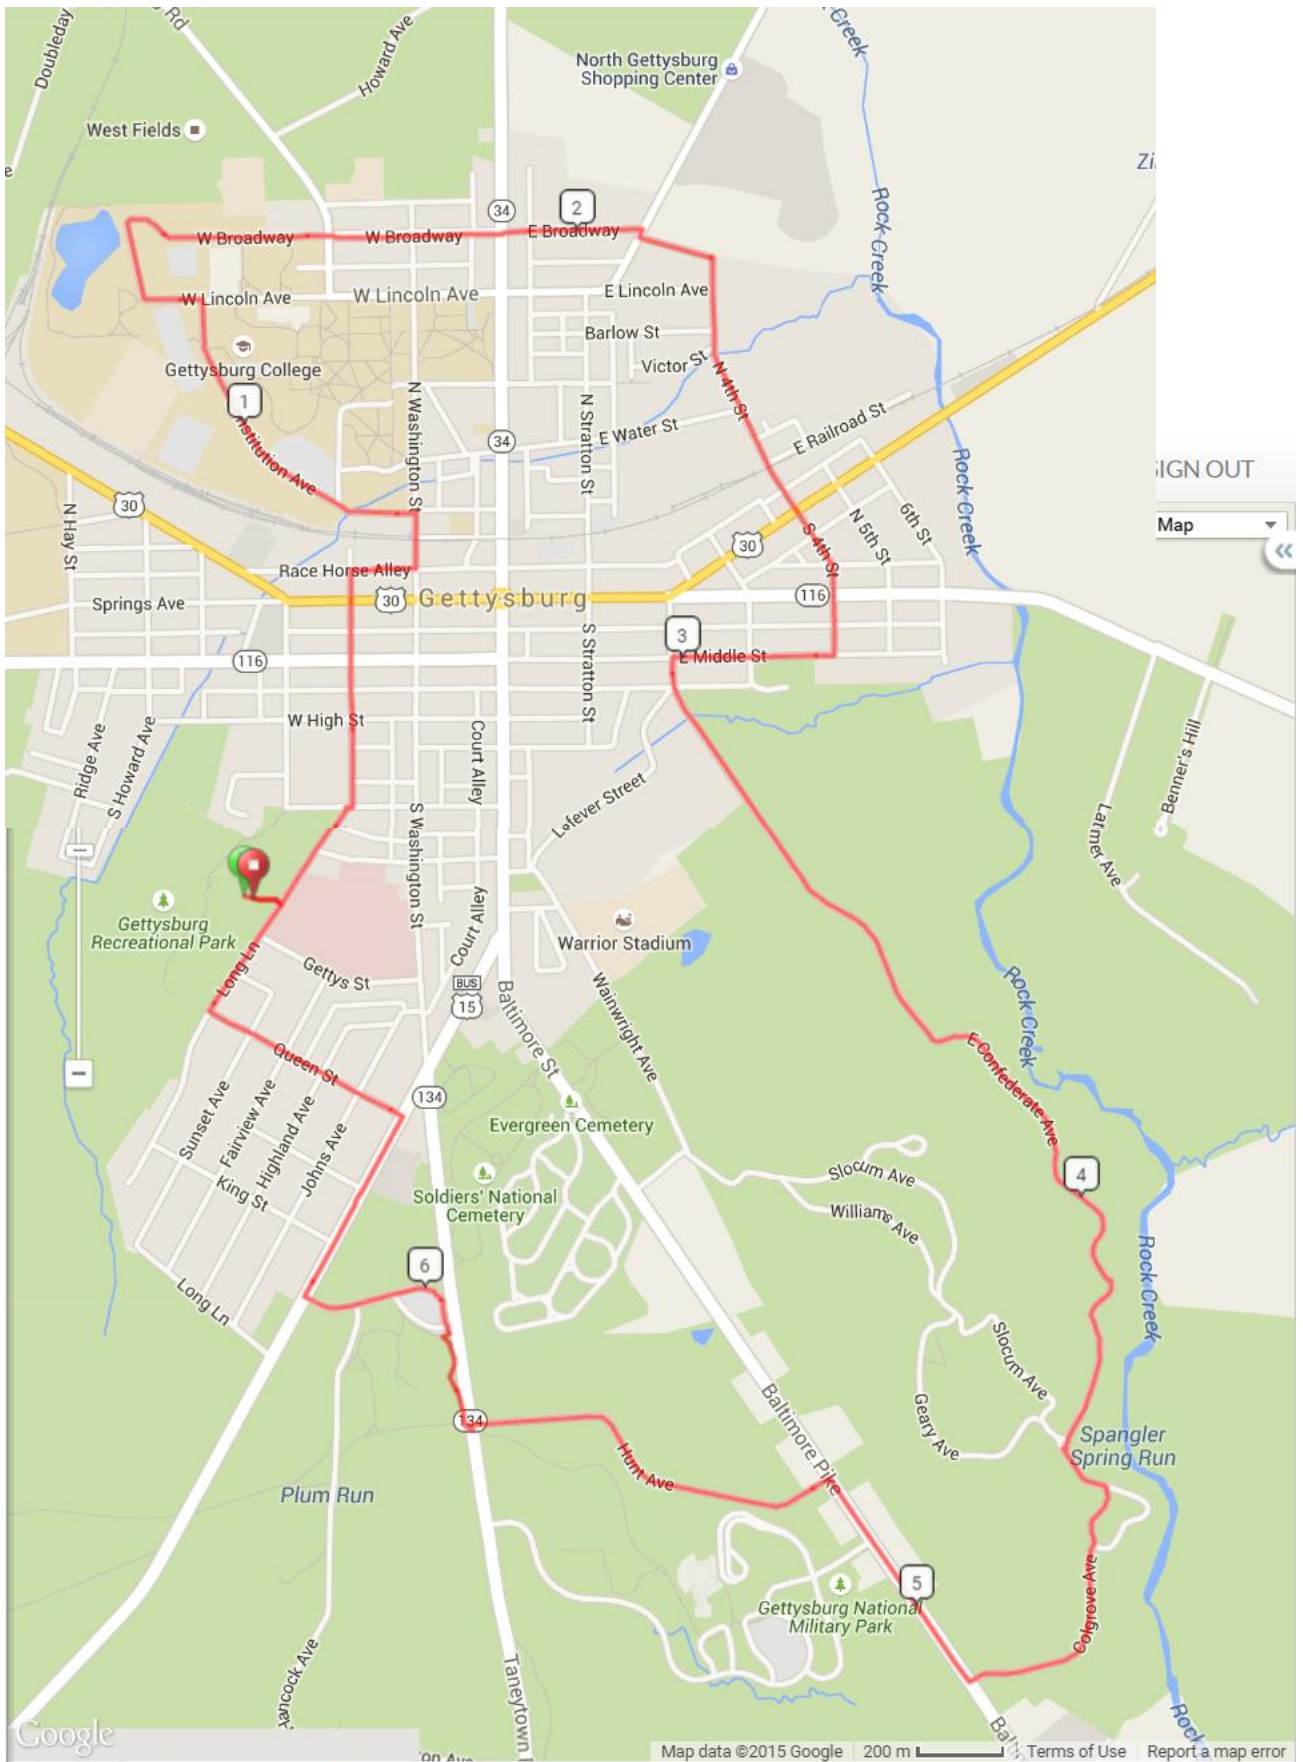 Doubleday
Rd
Howard Ave
Creek
North Gettysburg
Shopping Center
West Fields
34
2
W Broadway
W Broadway
E Broadway
Rock Creek
W Lincoln Ave
W Lincoln Ave
E Lincoln Ave
Barlow St
Victor St
Gettysburg College
1
nstitution Ave
N Washington St
34
N Stratton St
E Water St
N 4th St
E Railroad St
Rock Creek
SIGN OUT
Map
30
N Hay St
30
S 4th St
N 5th St
6th St
Race Horse Alley
Springs Ave
30
Gettysburg
116
3
116
E Middle St
S Stratton St
W High St
Court Alley
Ridge Ave
S Howard Ave
S Washington St
Lefever Street
Benner's Hill
Latimer Ave
Gettysburg
Recreational Park
Court Alley
Warrior Stadium
Long Ln
Gettys St
BUS
15
Baltimore St
Wainwright Ave
Rock Creek
Queen St
E Confederate Ave
134
Sunset Ave
Fairview Ave
Highland Ave
Johns Ave
King St
Evergreen Cemetery
Soldiers' National
Cemetery
Slocum Ave
Williams Ave
4
Rock Creek
6
Long Ln
Slocum Ave
Geary Ave
Baltimore Pike
134
Hunt Ave
Spangler
Spring Run
Plum Run
5
Gettysburg National
Military Park
Colgrove Ave
Hancock Ave
Taneytown
Rock
Google
Map data ©2015 Google
200 m
Terms of Use
Report a map error